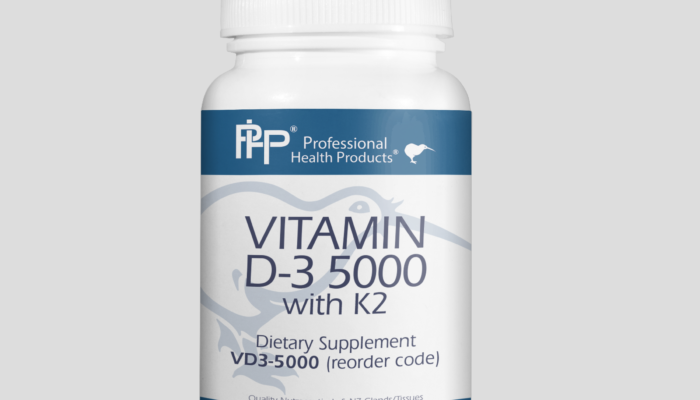 PHP® Professional
Health Products®
VITAMIN
D-3 5000
with K2
Dietary Supplement
VD3-5000 (reorder code)